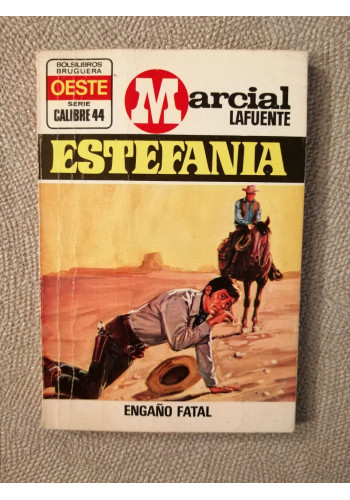 BOLSILIBROS
BRUGUERA
OESTE
SERIE
CALIBRE 44
Marcial
LAFUENTE
ESTEFANIA
ENGAÑO FATAL